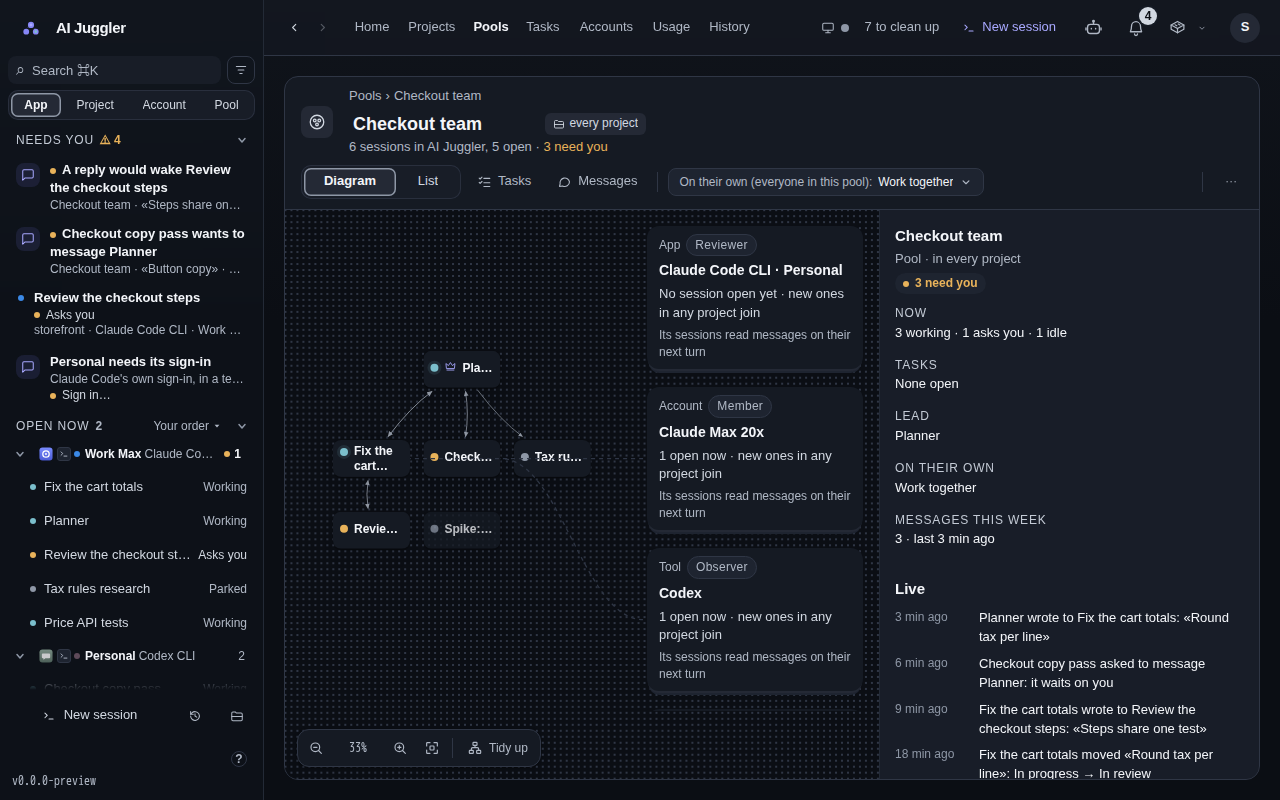 AI Juggler
Search ⌘K
App Project Account Pool
NEEDS YOU 4
A reply would wake Review the checkout steps
Checkout team · «Steps share on…
Checkout copy pass wants to message Planner
Checkout team · «Button copy» · …
Review the checkout steps
Asks you
storefront · Claude Code CLI · Work …
Personal needs its sign-in
Claude Code's own sign-in, in a te…
Sign in…
OPEN NOW 2 Your order
Work Max Claude Co… 1
Fix the cart totals Working
Planner Working
Review the checkout st… Asks you
Tax rules research Parked
Price API tests Working
Personal Codex CLI 2
Checkout copy pass Working
New session
?
v0.0.0-preview
Home Projects Pools Tasks Accounts Usage History
7 to clean up
New session
4
S
Pools › Checkout team
Checkout team
every project
6 sessions in AI Juggler, 5 open · 3 need you
Diagram List Tasks Messages
On their own (everyone in this pool): Work together
Pla…
Fix the cart…
Check…
Tax ru…
Revie…
Spike:…
App Reviewer
Claude Code CLI · Personal
No session open yet · new ones in any project join
Its sessions read messages on their next turn
Account Member
Claude Max 20x
1 open now · new ones in any project join
Its sessions read messages on their next turn
Tool Observer
Codex
1 open now · new ones in any project join
Its sessions read messages on their next turn
33%
Tidy up
Checkout team
Pool · in every project
3 need you
NOW
3 working · 1 asks you · 1 idle
TASKS
None open
LEAD
Planner
ON THEIR OWN
Work together
MESSAGES THIS WEEK
3 · last 3 min ago
Live
3 min ago Planner wrote to Fix the cart totals: «Round tax per line»
6 min ago Checkout copy pass asked to message Planner: it waits on you
9 min ago Fix the cart totals wrote to Review the checkout steps: «Steps share one test»
18 min ago Fix the cart totals moved «Round tax per line»: In progress → In review